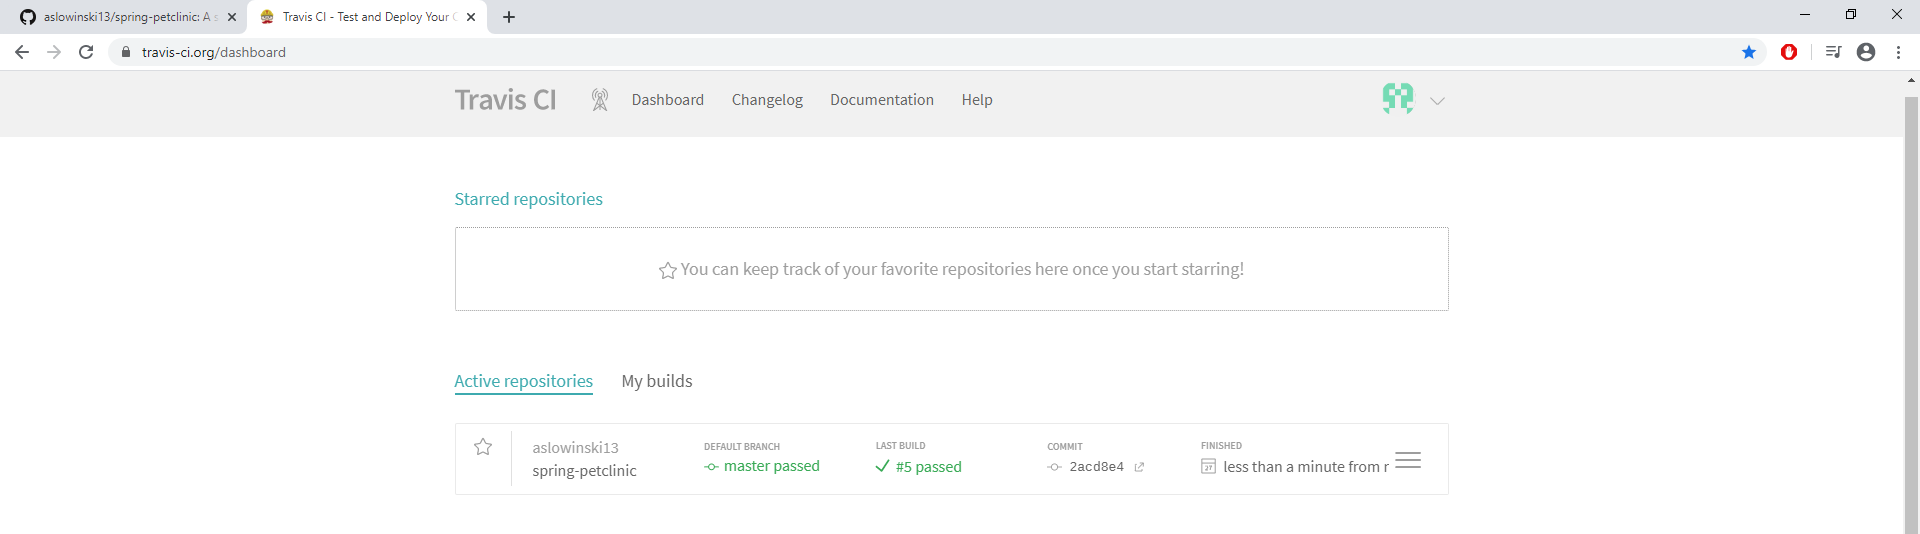 aslowinski13/spring-petclinic: A s
Travis CI - Test and Deploy Your C
travis-ci.org/dashboard
Travis CI Dashboard Changelog Documentation Help
Starred repositories
You can keep track of your favorite repositories here once you start starring!
Active repositories My builds
aslowinski13 DEFAULT BRANCH LAST BUILD COMMIT FINISHED
spring-petclinic master passed #5 passed 2acd8e4 less than a minute from r